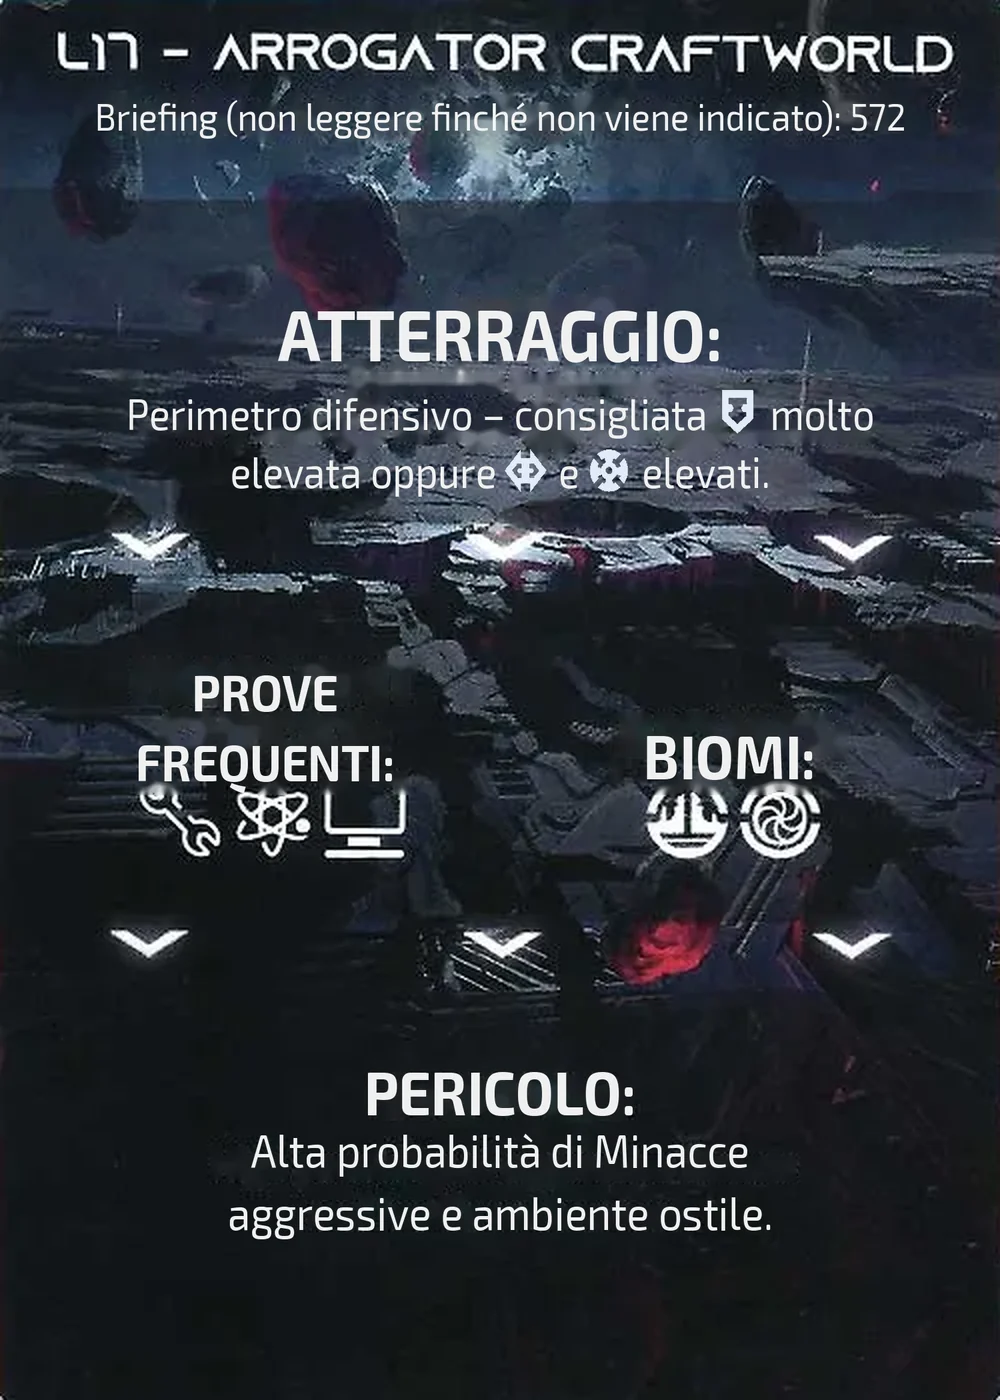 L17 – ARROGATOR CRAFTWORLD
Briefing (non leggere finché non viene indicato): 572
ATTERRAGGIO:
Perimetro difensivo – consigliata molto
elevata oppure e elevati.
PROVE
FREQUENTI:
BIOMI:
PERICOLO:
Alta probabilità di Minacce
aggressive e ambiente ostile.